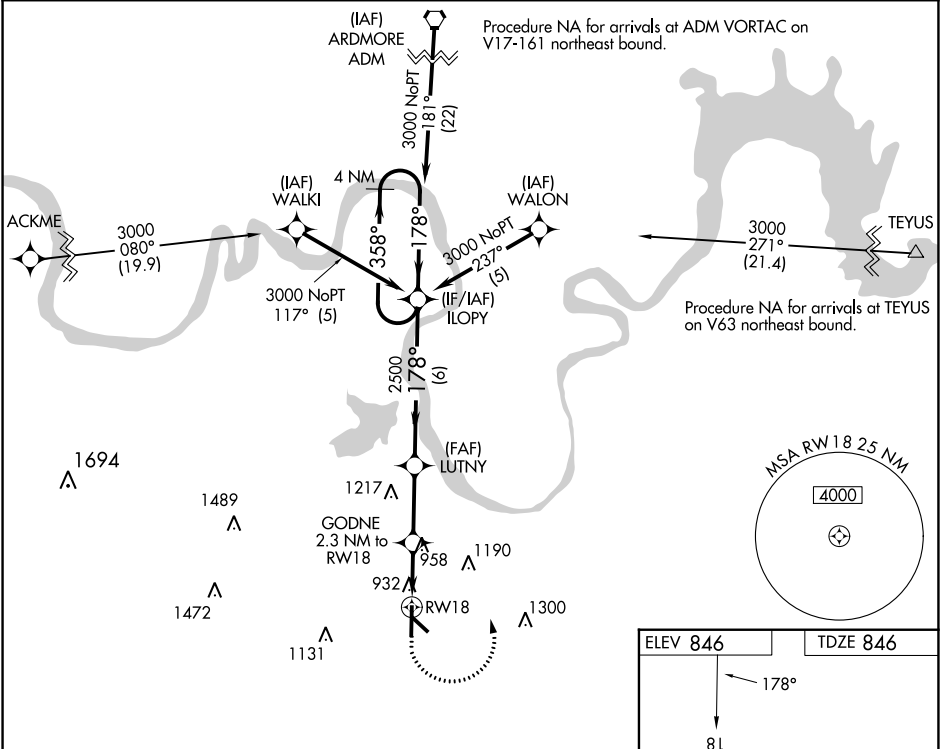 (IAF)
ARDMORE
ADM
Procedure NA for arrivals at ADM VORTAC on
V17-161 northeast bound.
3000 NoPT
181°
(22)
4 NM
(IAF)
WALKI
(IAF)
WALON
ACKME
3000
080°
(19.9)
358°
178°
3000 NoPT
237°
(5)
3000
271°
(21.4)
TEYUS
3000 NoPT
117° (5)
(IF/IAF)
ILOPY
Procedure NA for arrivals at TEYUS
on V63 northeast bound.
2500
178°
(6)
(FAF)
LUTNY
1694
1489
1217
GODNE
2.3 NM to
RW18
958
1190
932
RW18
1472
1131
1300
MSA RW18 25 NM
4000
ELEV 846
TDZE 846
178°
8L